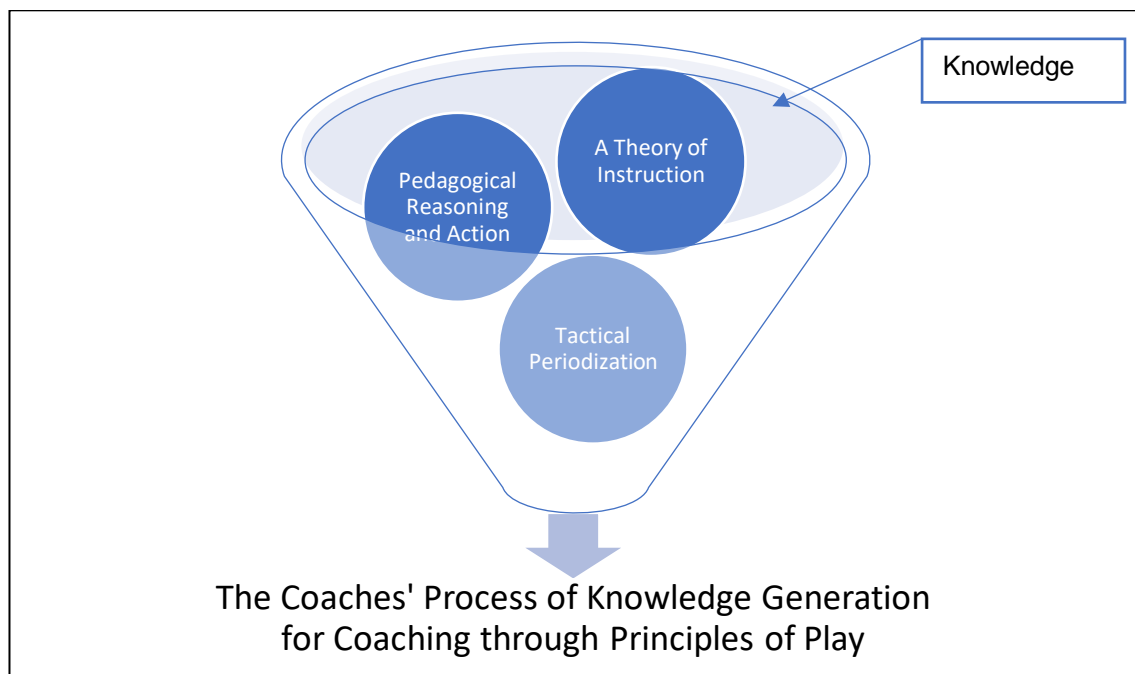 Knowledge
A Theory of
Instruction
Pedagogical
Reasoning
and Action
Tactical
Periodization
The Coaches' Process of Knowledge Generation
for Coaching through Principles of Play